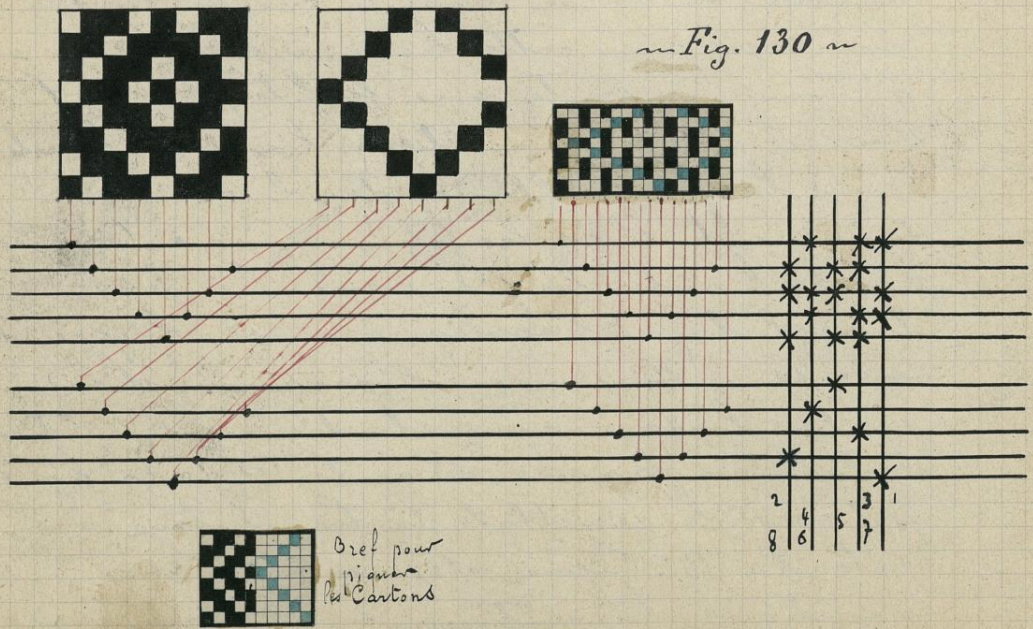 ~ Fig. 130 ~
2 3 1
4 5
8 6 7
Bref pour
piquer
les Cartons